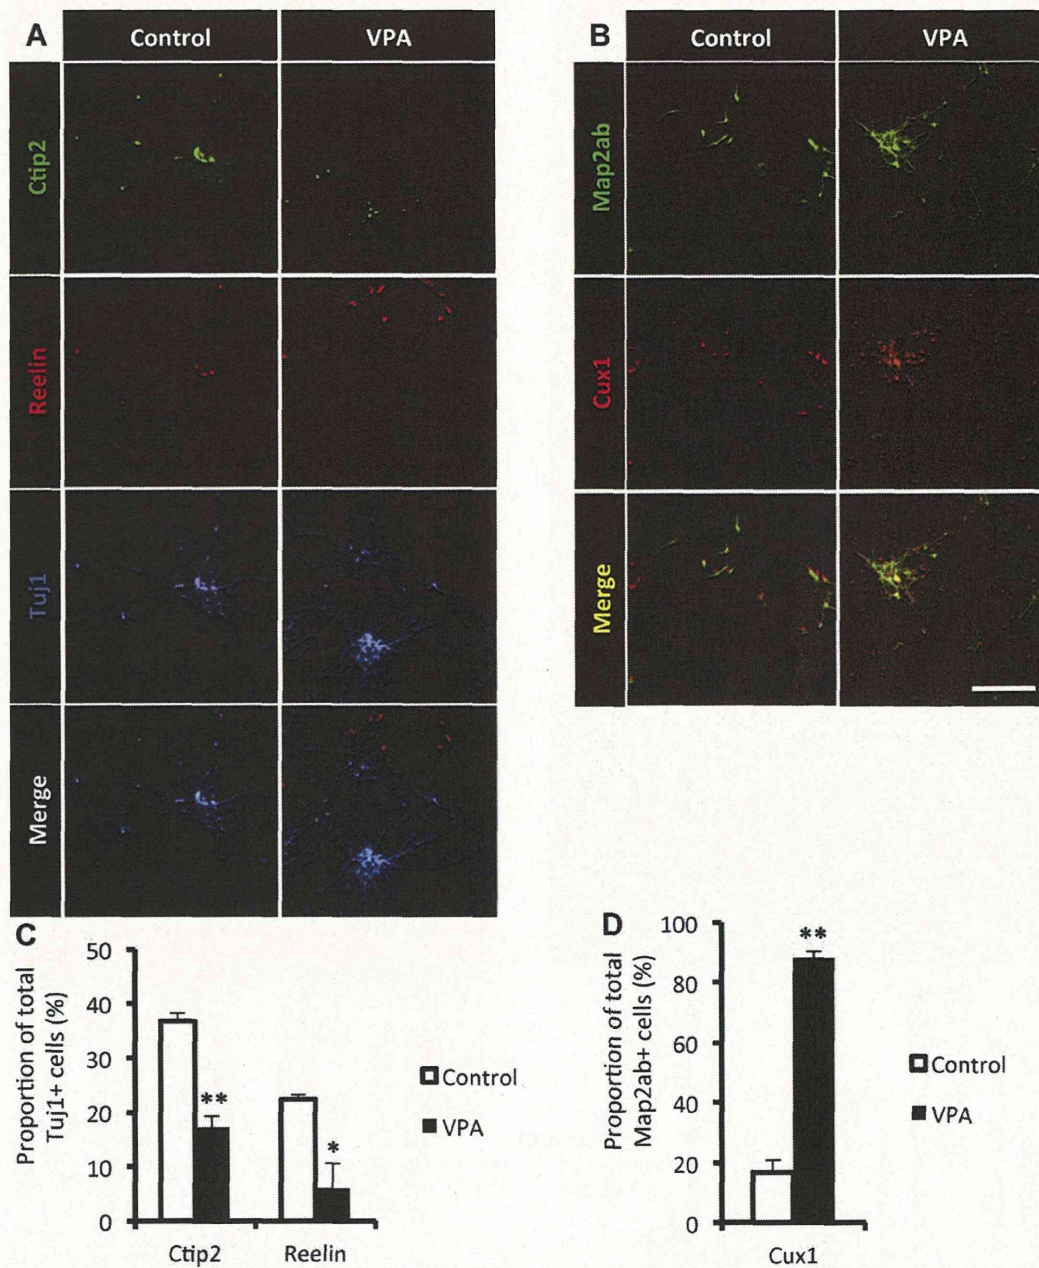 A
Control
VPA
Ctip2
Reelin
Tuj1
Merge
B
Control
VPA
Map2ab
Cux1
Merge
C
Proportion of total
Tuj1+ cells (%)
50
40
30
20
10
0
**
*
Ctip2
Reelin
Control
VPA
D
Proportion of total
Map2ab+ cells (%)
100
80
60
40
20
0
**
Cux1
Control
VPA